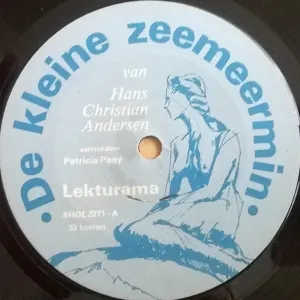 •De kleine zeemeermin•
van
Hans
Christian
Andersen
verteld door
Patricia Paay
Lekturama
SHOL 2271 - A
33 toeren